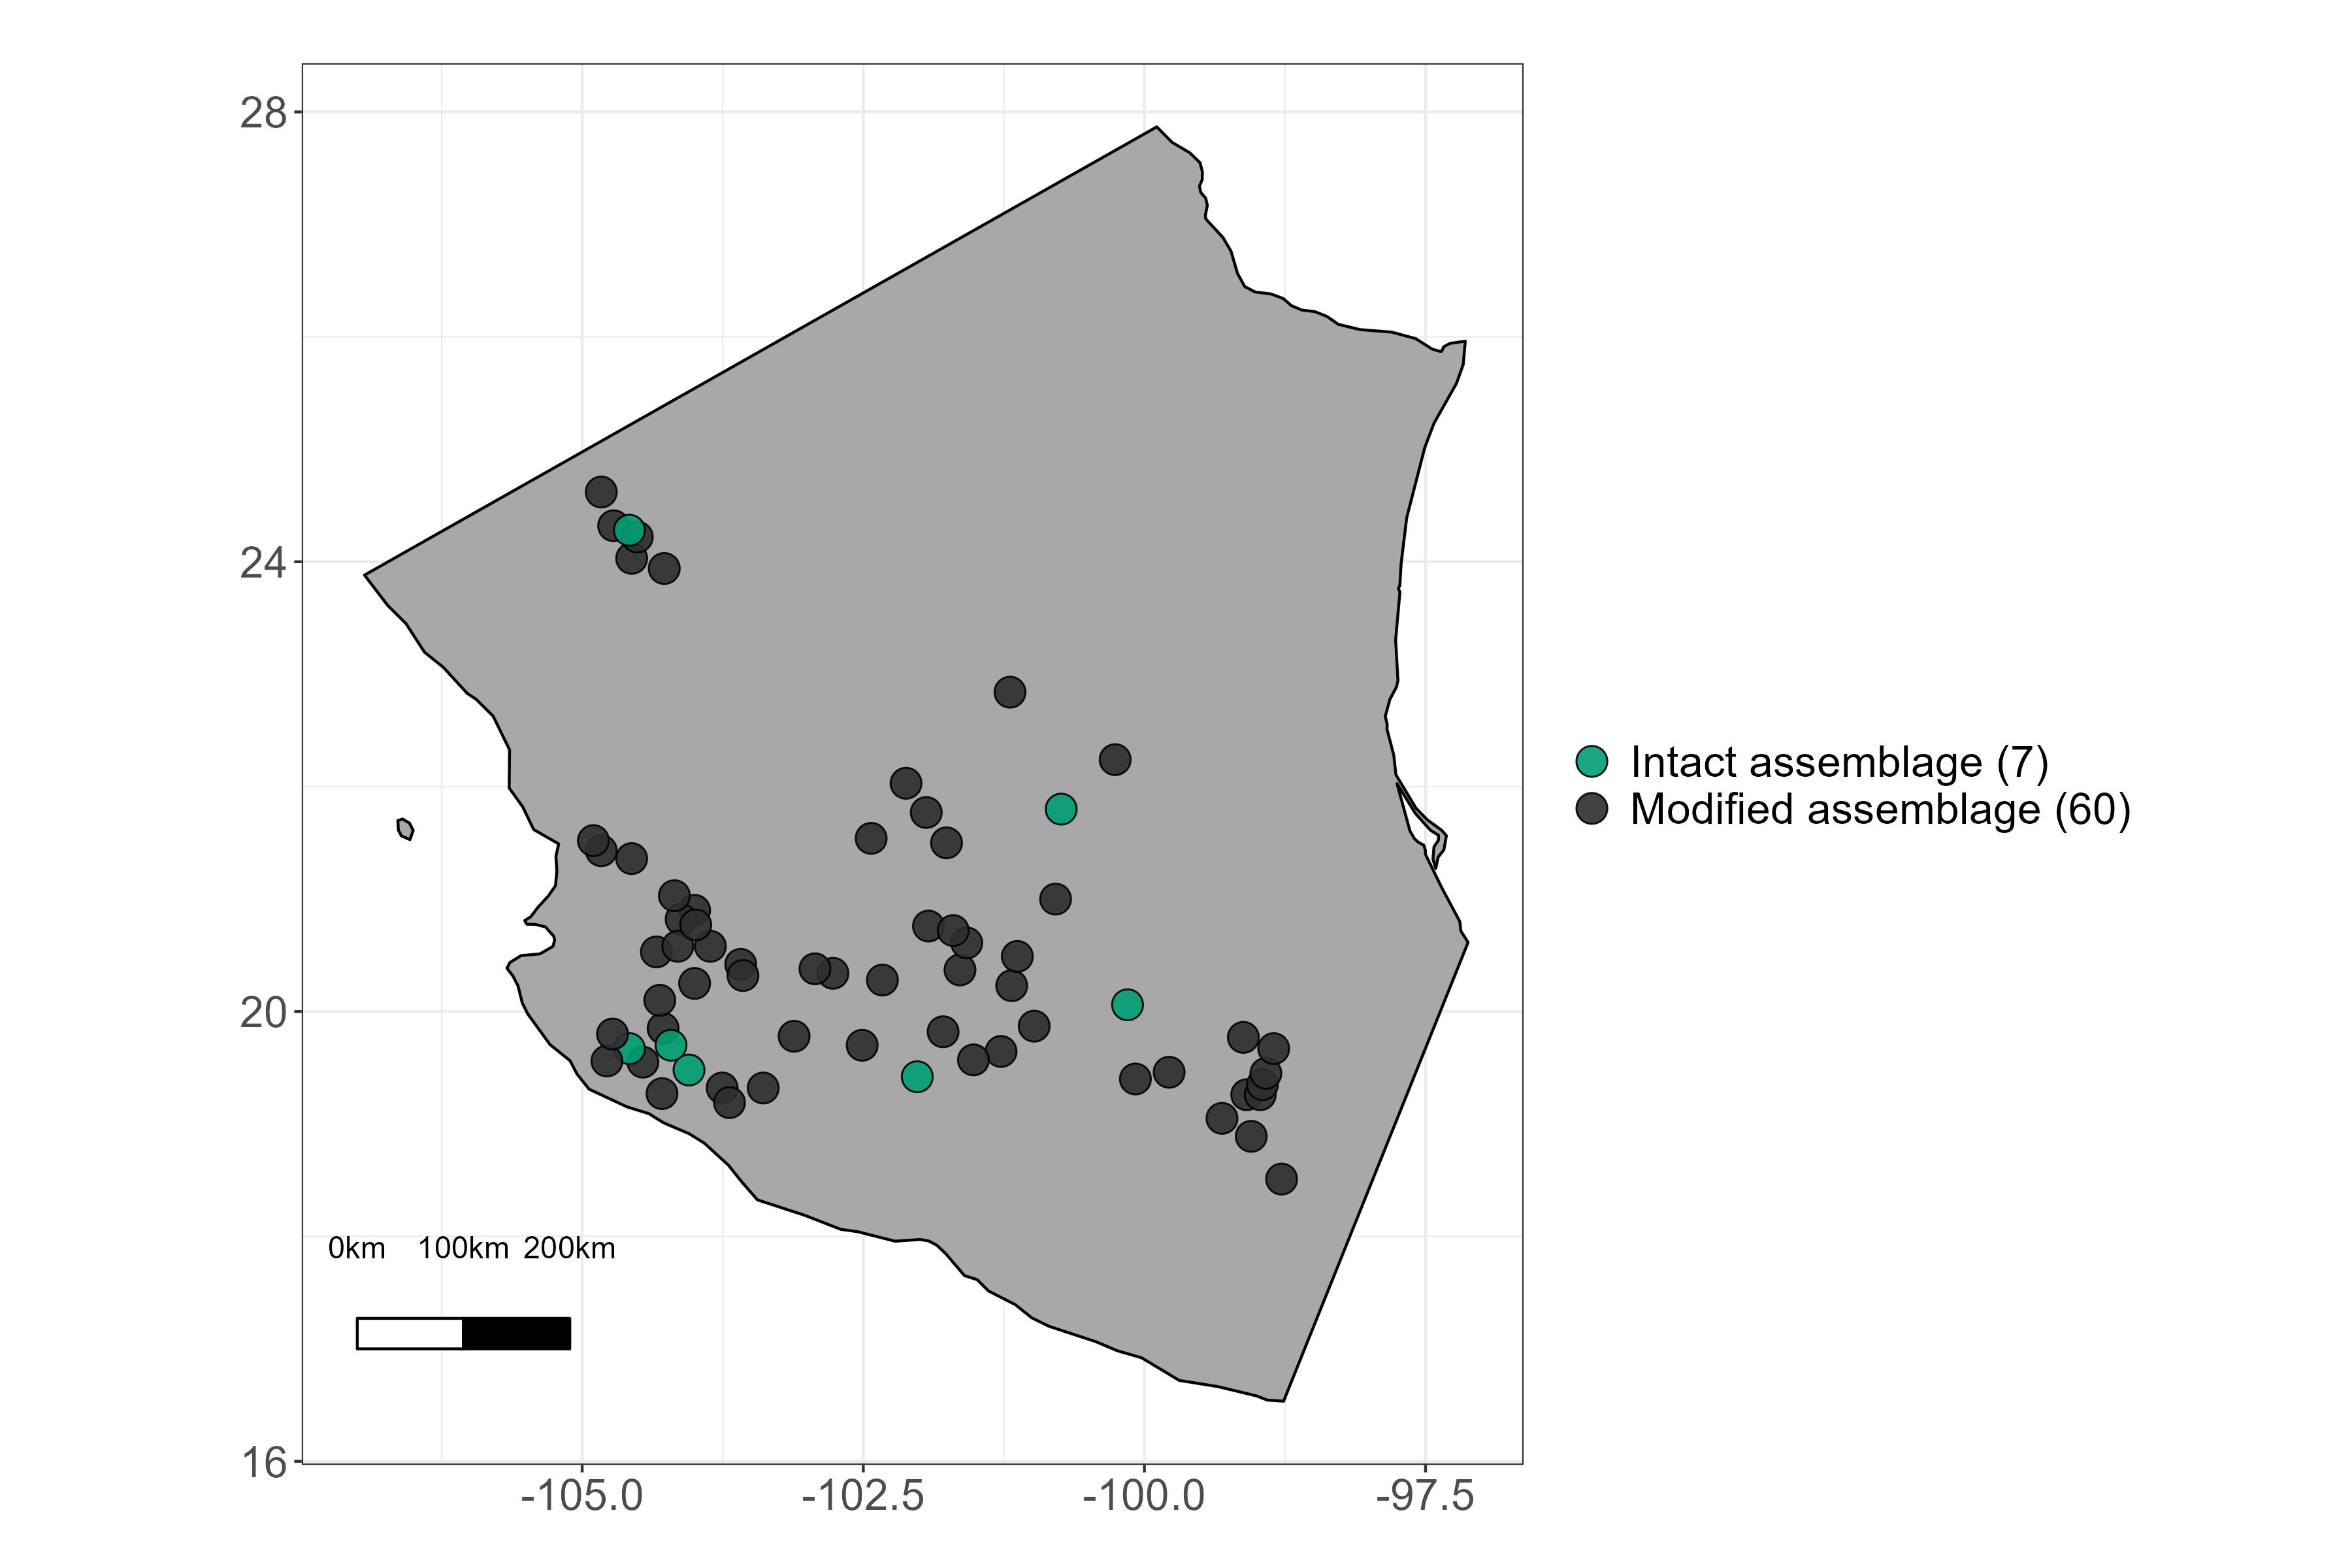 28
24
20
16
-105.0
-102.5
-100.0
-97.5
0km 100km 200km
Intact assemblage (7)
Modified assemblage (60)